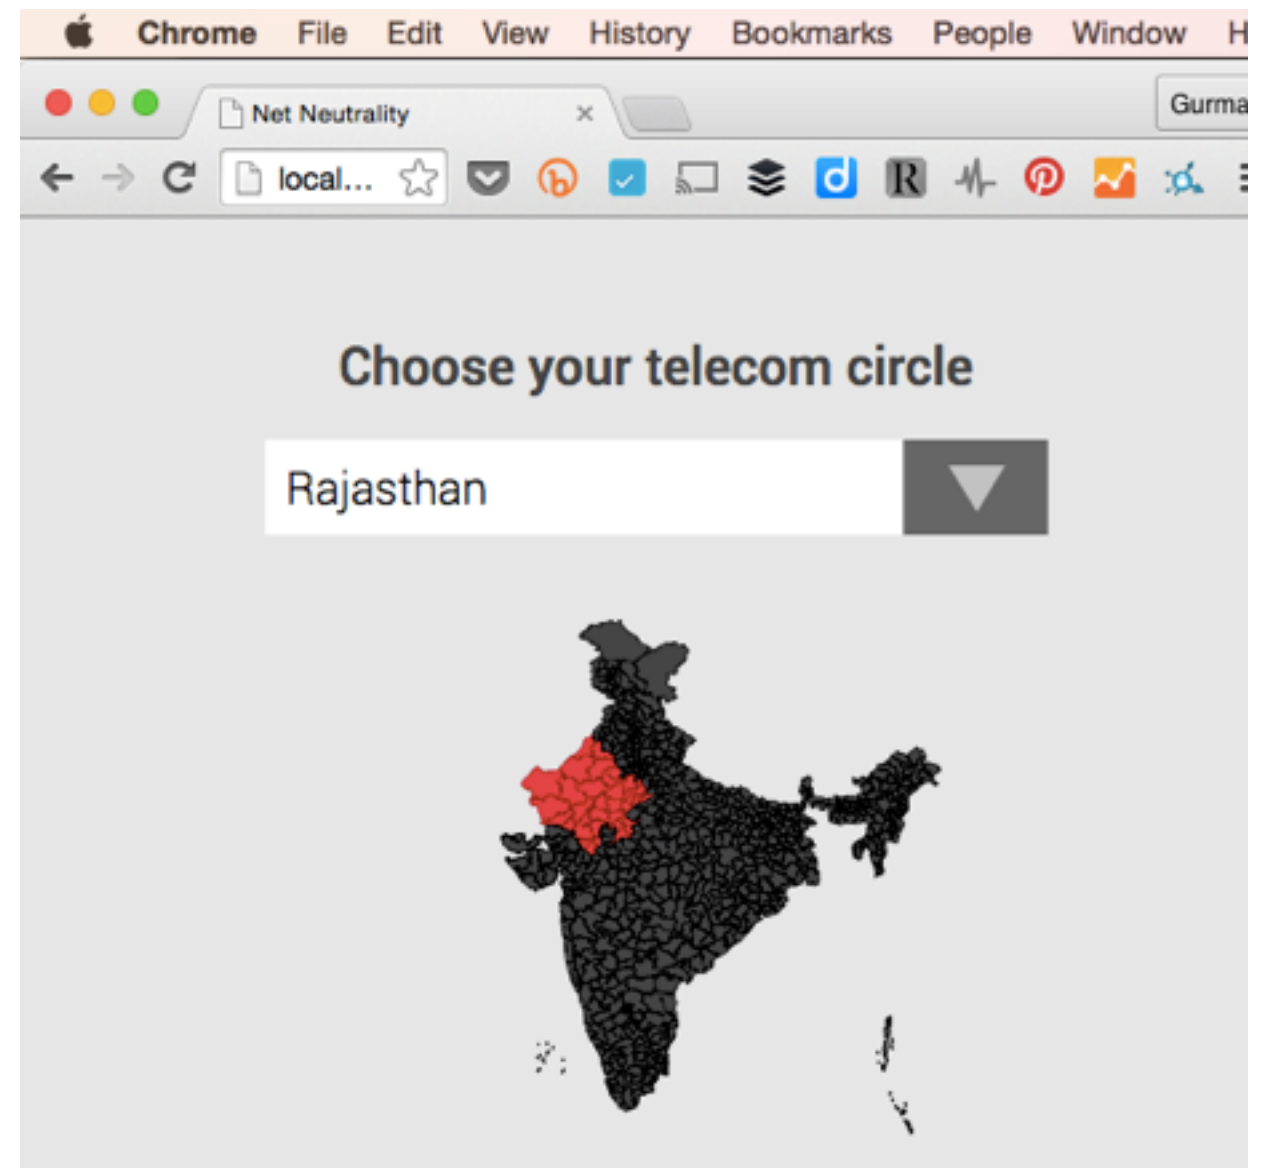 Chrome File Edit View History Bookmarks People Window H
Net Neutrality
Gurma
local...
Choose your telecom circle
Rajasthan